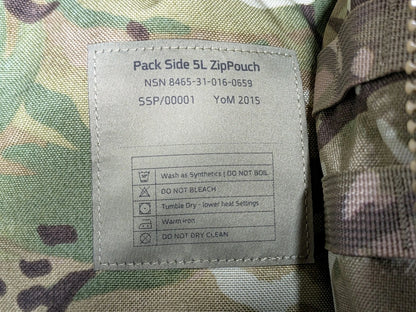 Pack Side 5L ZipPouch
NSN 8465-31-016-0659
SSP/00001 YoM 2015
Wash as Synthetics | DO NOT BOIL
DO NOT BLEACH
Tumble Dry - lower heat Settings
Warm iron
DO NOT DRY CLEAN